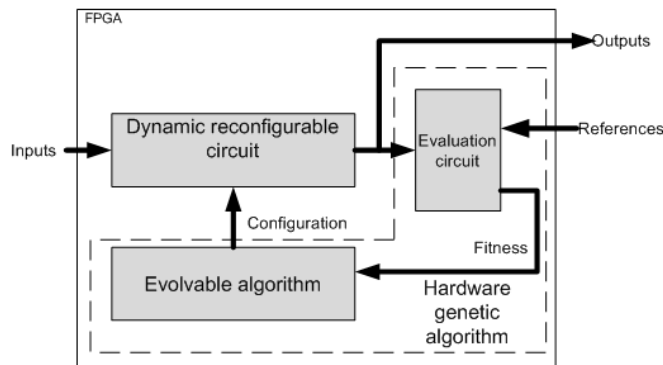 FPGA
Outputs
Dynamic reconfigurable
circuit
Evaluation
circuit
References
Inputs
Configuration
Fitness
Evolvable algorithm
Hardware
genetic
algorithm